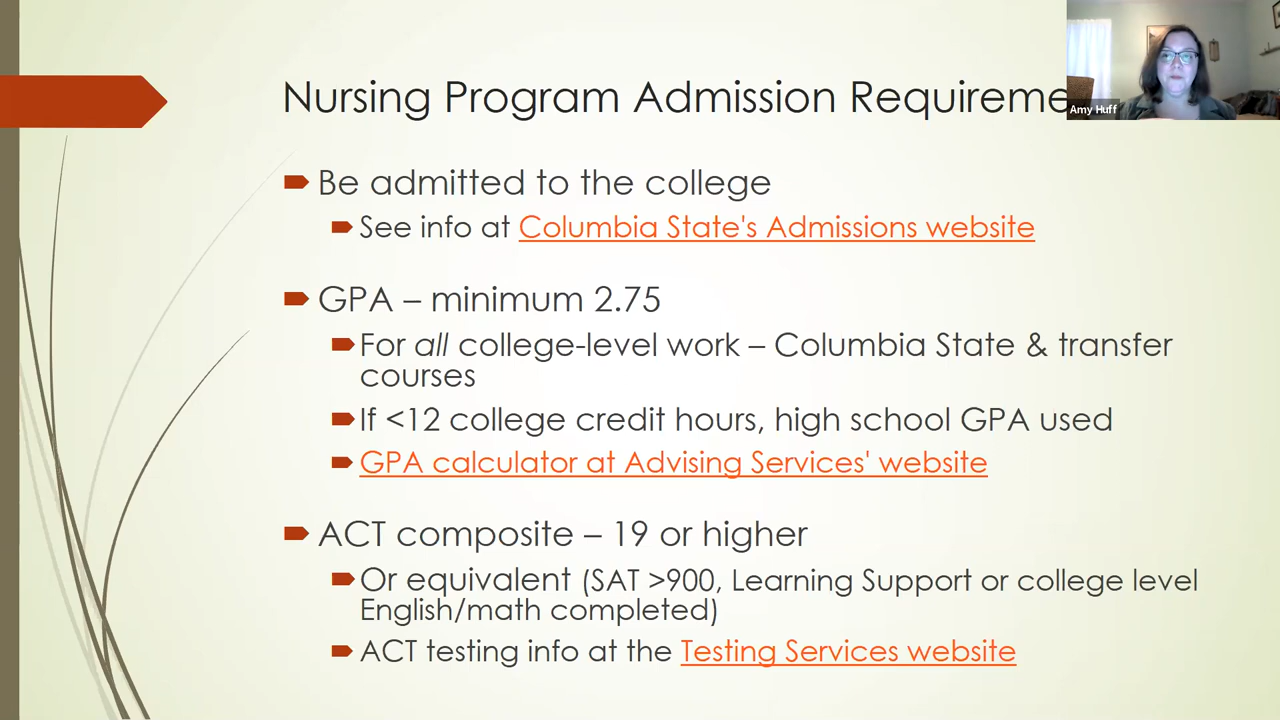 Nursing Program Admission Requireme
Amy Huff
Be admitted to the college
See info at Columbia State's Admissions website
GPA – minimum 2.75
For all college-level work – Columbia State & transfer
courses
If <12 college credit hours, high school GPA used
GPA calculator at Advising Services' website
ACT composite – 19 or higher
Or equivalent (SAT >900, Learning Support or college level
English/math completed)
ACT testing info at the Testing Services website